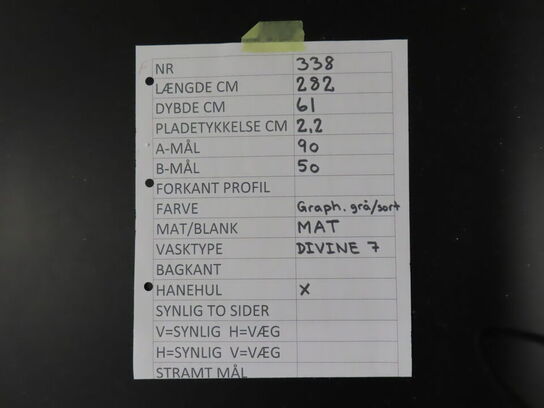 NR 338
LÆNGDE CM 282
DYBDE CM 61
PLADETYKKELSE CM 2,2
A-MÅL 90
B-MÅL 50
FORKANT PROFIL
FARVE Graph. grå/sort
MAT/BLANK MAT
VASKTYPE DIVINE 7
BAGKANT
HANEHUL X
SYNLIG TO SIDER
V=SYNLIG H=VÆG
H=SYNLIG V=VÆG
STRAMT MÅL